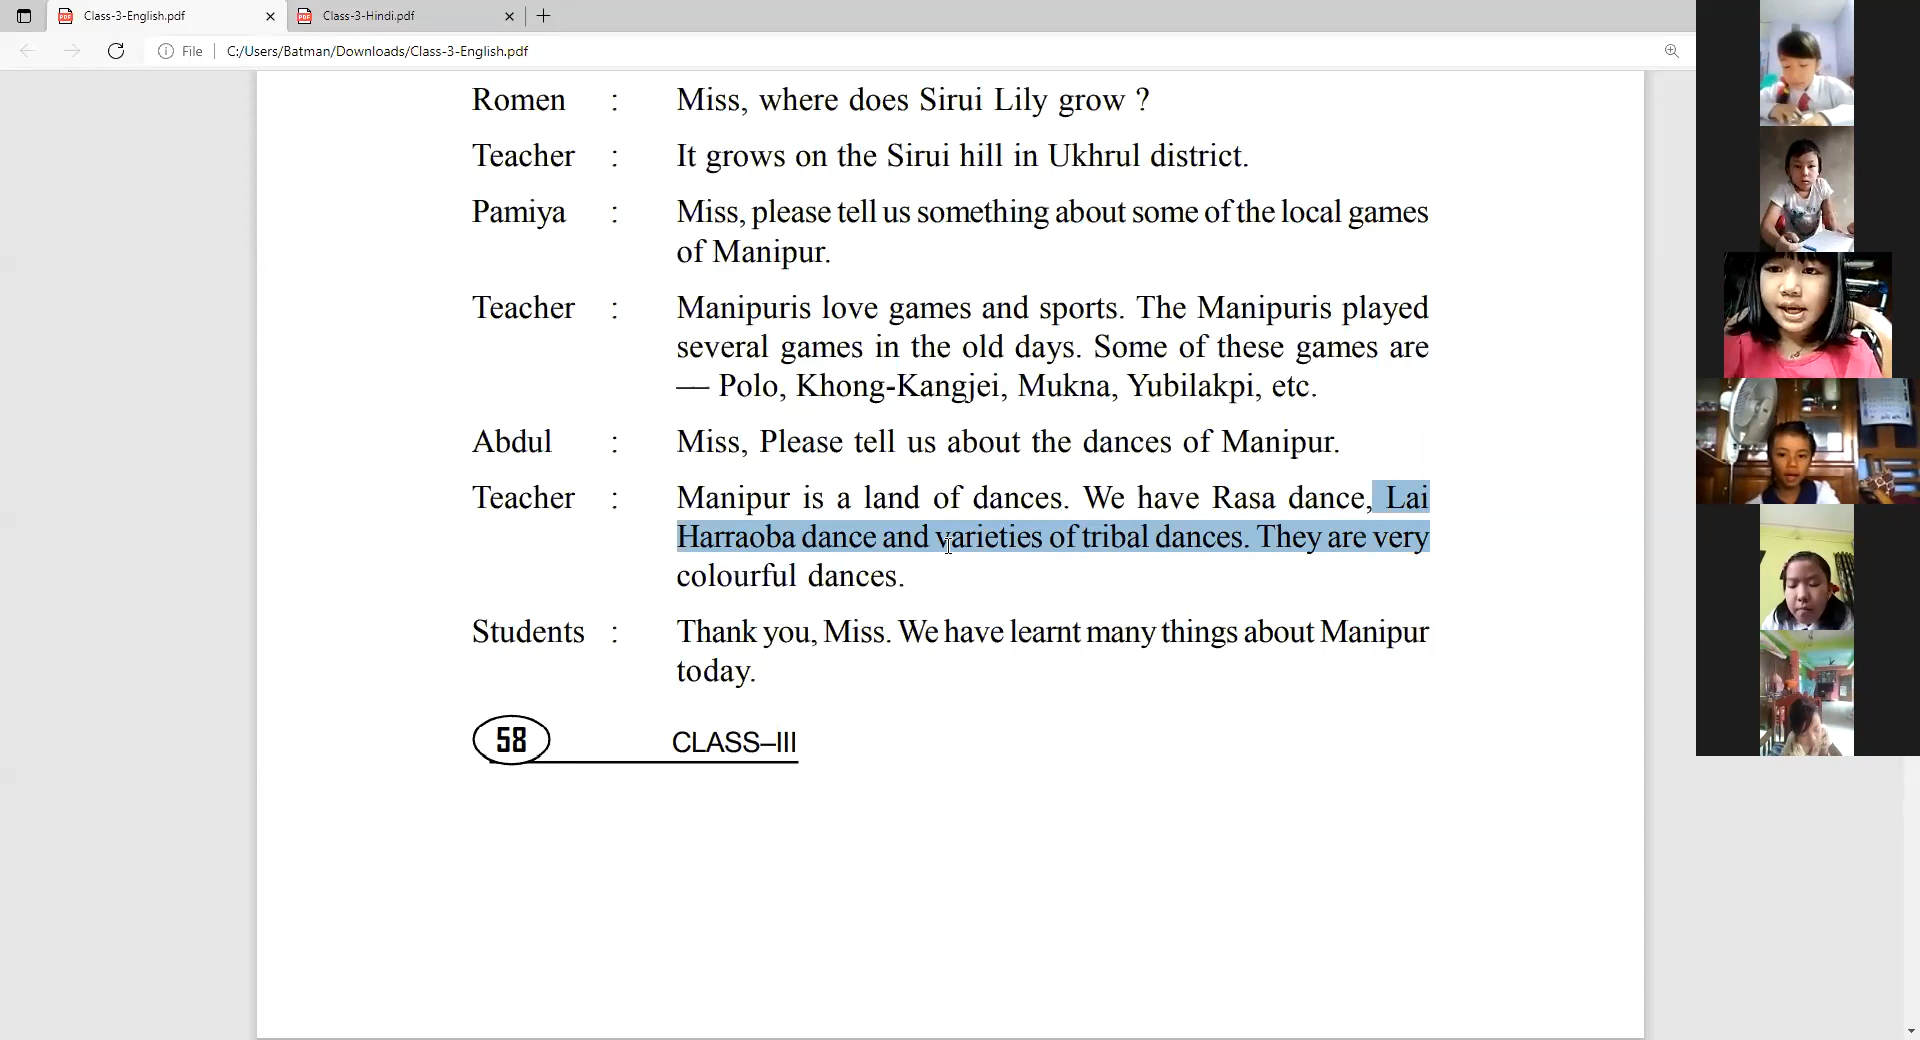 Class-3-English.pdf
Class-3-Hindi.pdf
File
C:/Users/Batman/Downloads/Class-3-English.pdf
Romen : Miss, where does Sirui Lily grow ?
Teacher : It grows on the Sirui hill in Ukhrul district.
Pamiya : Miss, please tell us something about some of the local games
of Manipur.
Teacher : Manipuris love games and sports. The Manipuris played
several games in the old days. Some of these games are
— Polo, Khong-Kangjei, Mukna, Yubilakpi, etc.
Abdul : Miss, Please tell us about the dances of Manipur.
Teacher : Manipur is a land of dances. We have Rasa dance, Lai
Harraoba dance and varieties of tribal dances. They are very
colourful dances.
Students : Thank you, Miss. We have learnt many things about Manipur
today.
58 CLASS–III